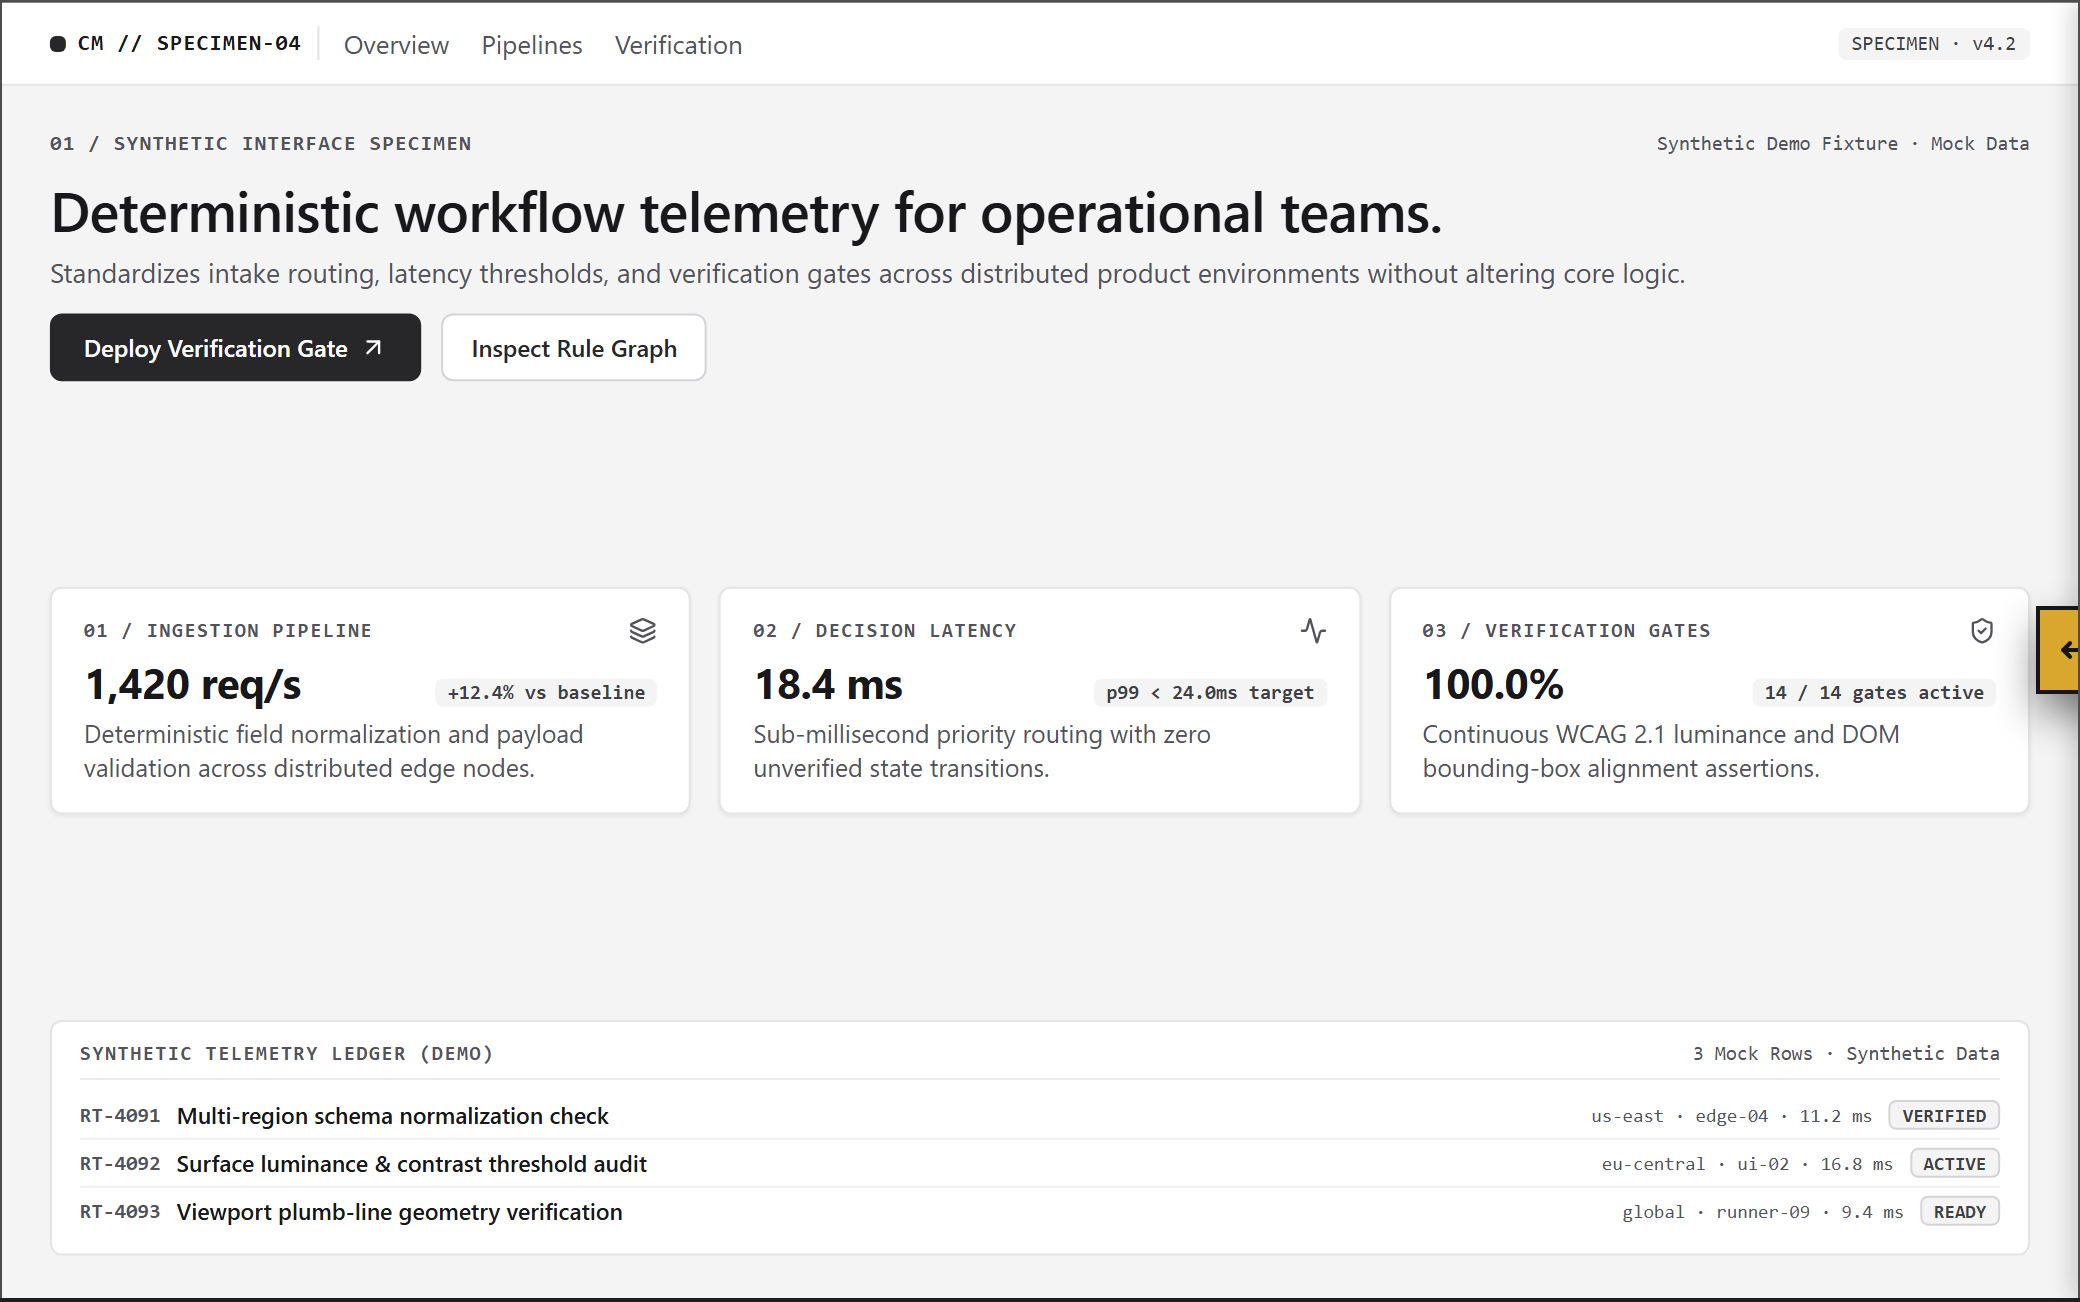 CM // SPECIMEN-04
Overview
Pipelines
Verification
SPECIMEN · v4.2
01 / SYNTHETIC INTERFACE SPECIMEN
Synthetic Demo Fixture · Mock Data
Deterministic workflow telemetry for operational teams.
Standardizes intake routing, latency thresholds, and verification gates across distributed product environments without altering core logic.
Deploy Verification Gate
Inspect Rule Graph
01 / INGESTION PIPELINE
1,420 req/s
+12.4% vs baseline
Deterministic field normalization and payload
validation across distributed edge nodes.
02 / DECISION LATENCY
18.4 ms
p99 < 24.0ms target
Sub-millisecond priority routing with zero
unverified state transitions.
03 / VERIFICATION GATES
100.0%
14 / 14 gates active
Continuous WCAG 2.1 luminance and DOM
bounding-box alignment assertions.
SYNTHETIC TELEMETRY LEDGER (DEMO)
3 Mock Rows · Synthetic Data
RT-4091 Multi-region schema normalization check
us-east · edge-04 · 11.2 ms VERIFIED
RT-4092 Surface luminance & contrast threshold audit
eu-central · ui-02 · 16.8 ms ACTIVE
RT-4093 Viewport plumb-line geometry verification
global · runner-09 · 9.4 ms READY